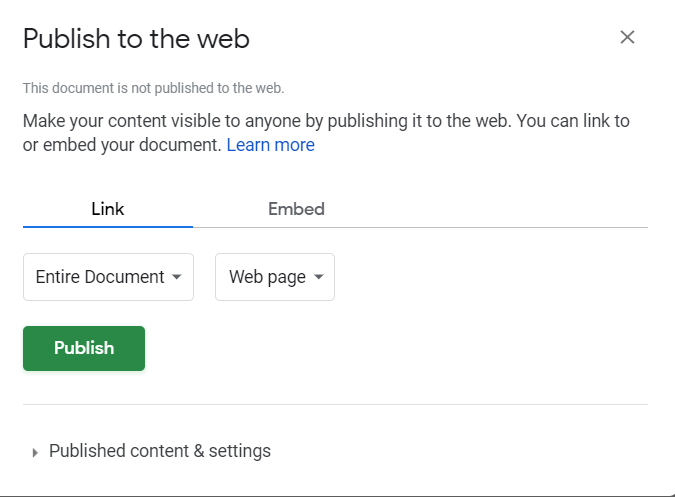 Publish to the web
This document is not published to the web.
Make your content visible to anyone by publishing it to the web. You can link to
or embed your document. Learn more
Link Embed
Entire Document Web page
Publish
Published content & settings